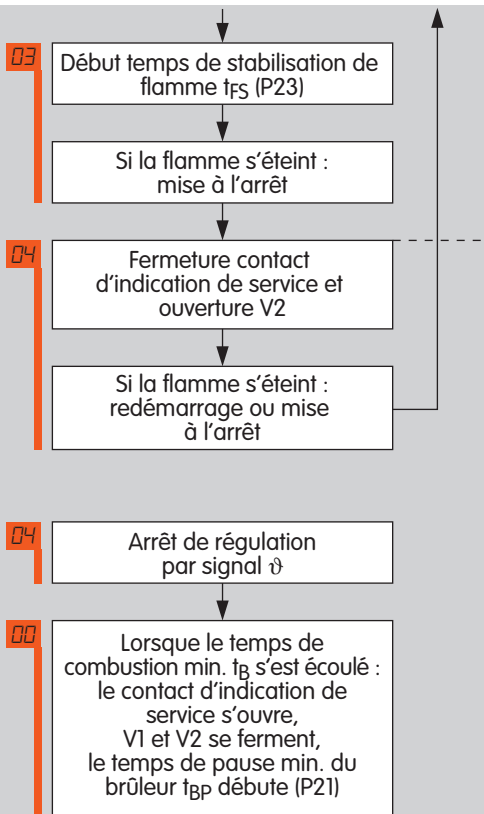 03
Début temps de stabilisation de
flamme tFS (P23)
Si la flamme s'éteint :
mise à l'arrêt
04
Fermeture contact
d'indication de service et
ouverture V2
Si la flamme s'éteint :
redémarrage ou mise
à l'arrêt
04
Arrêt de régulation
par signal ϑ
00
Lorsque le temps de
combustion min. tB s'est écoulé :
le contact d'indication de
service s'ouvre,
V1 et V2 se ferment,
le temps de pause min. du
brûleur tBP débute (P21)